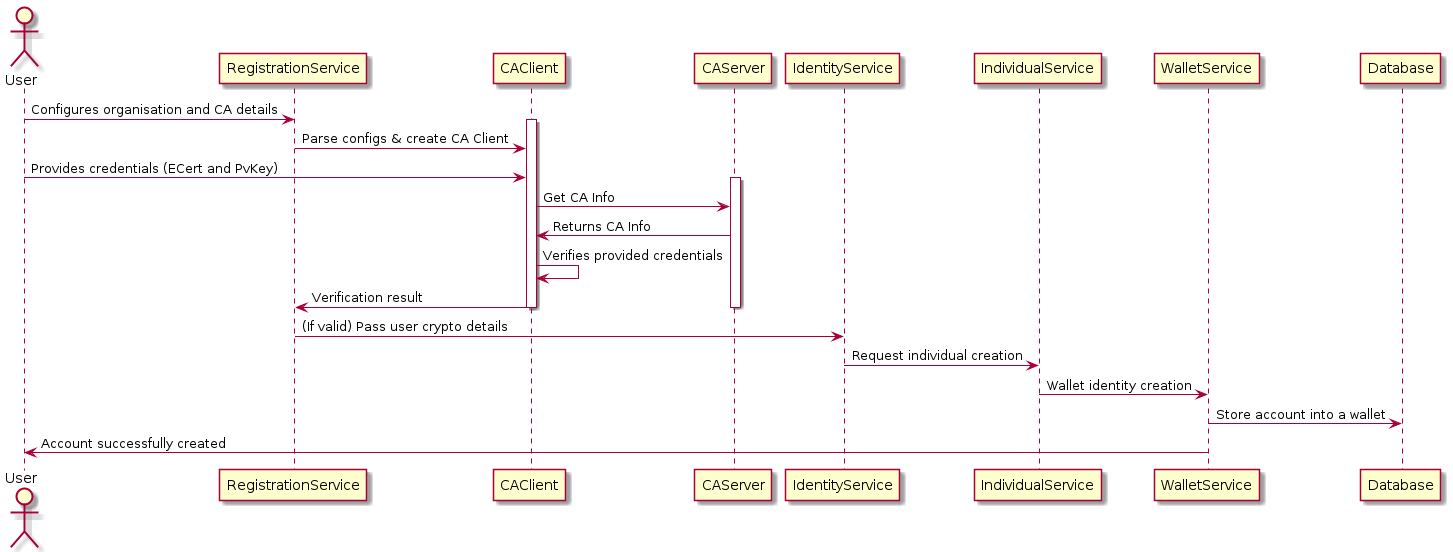 User
RegistrationService
CAClient
CAServer
IdentityService
IndividualService
WalletService
Database
Configures organisation and CA details
Parse configs & create CA Client
Provides credentials (ECert and PvKey)
Get CA Info
Returns CA Info
Verifies provided credentials
Verification result
(If valid) Pass user crypto details
Request individual creation
Wallet identity creation
Store account into a wallet
Account successfully created
User
RegistrationService
CAClient
CAServer
IdentityService
IndividualService
WalletService
Database